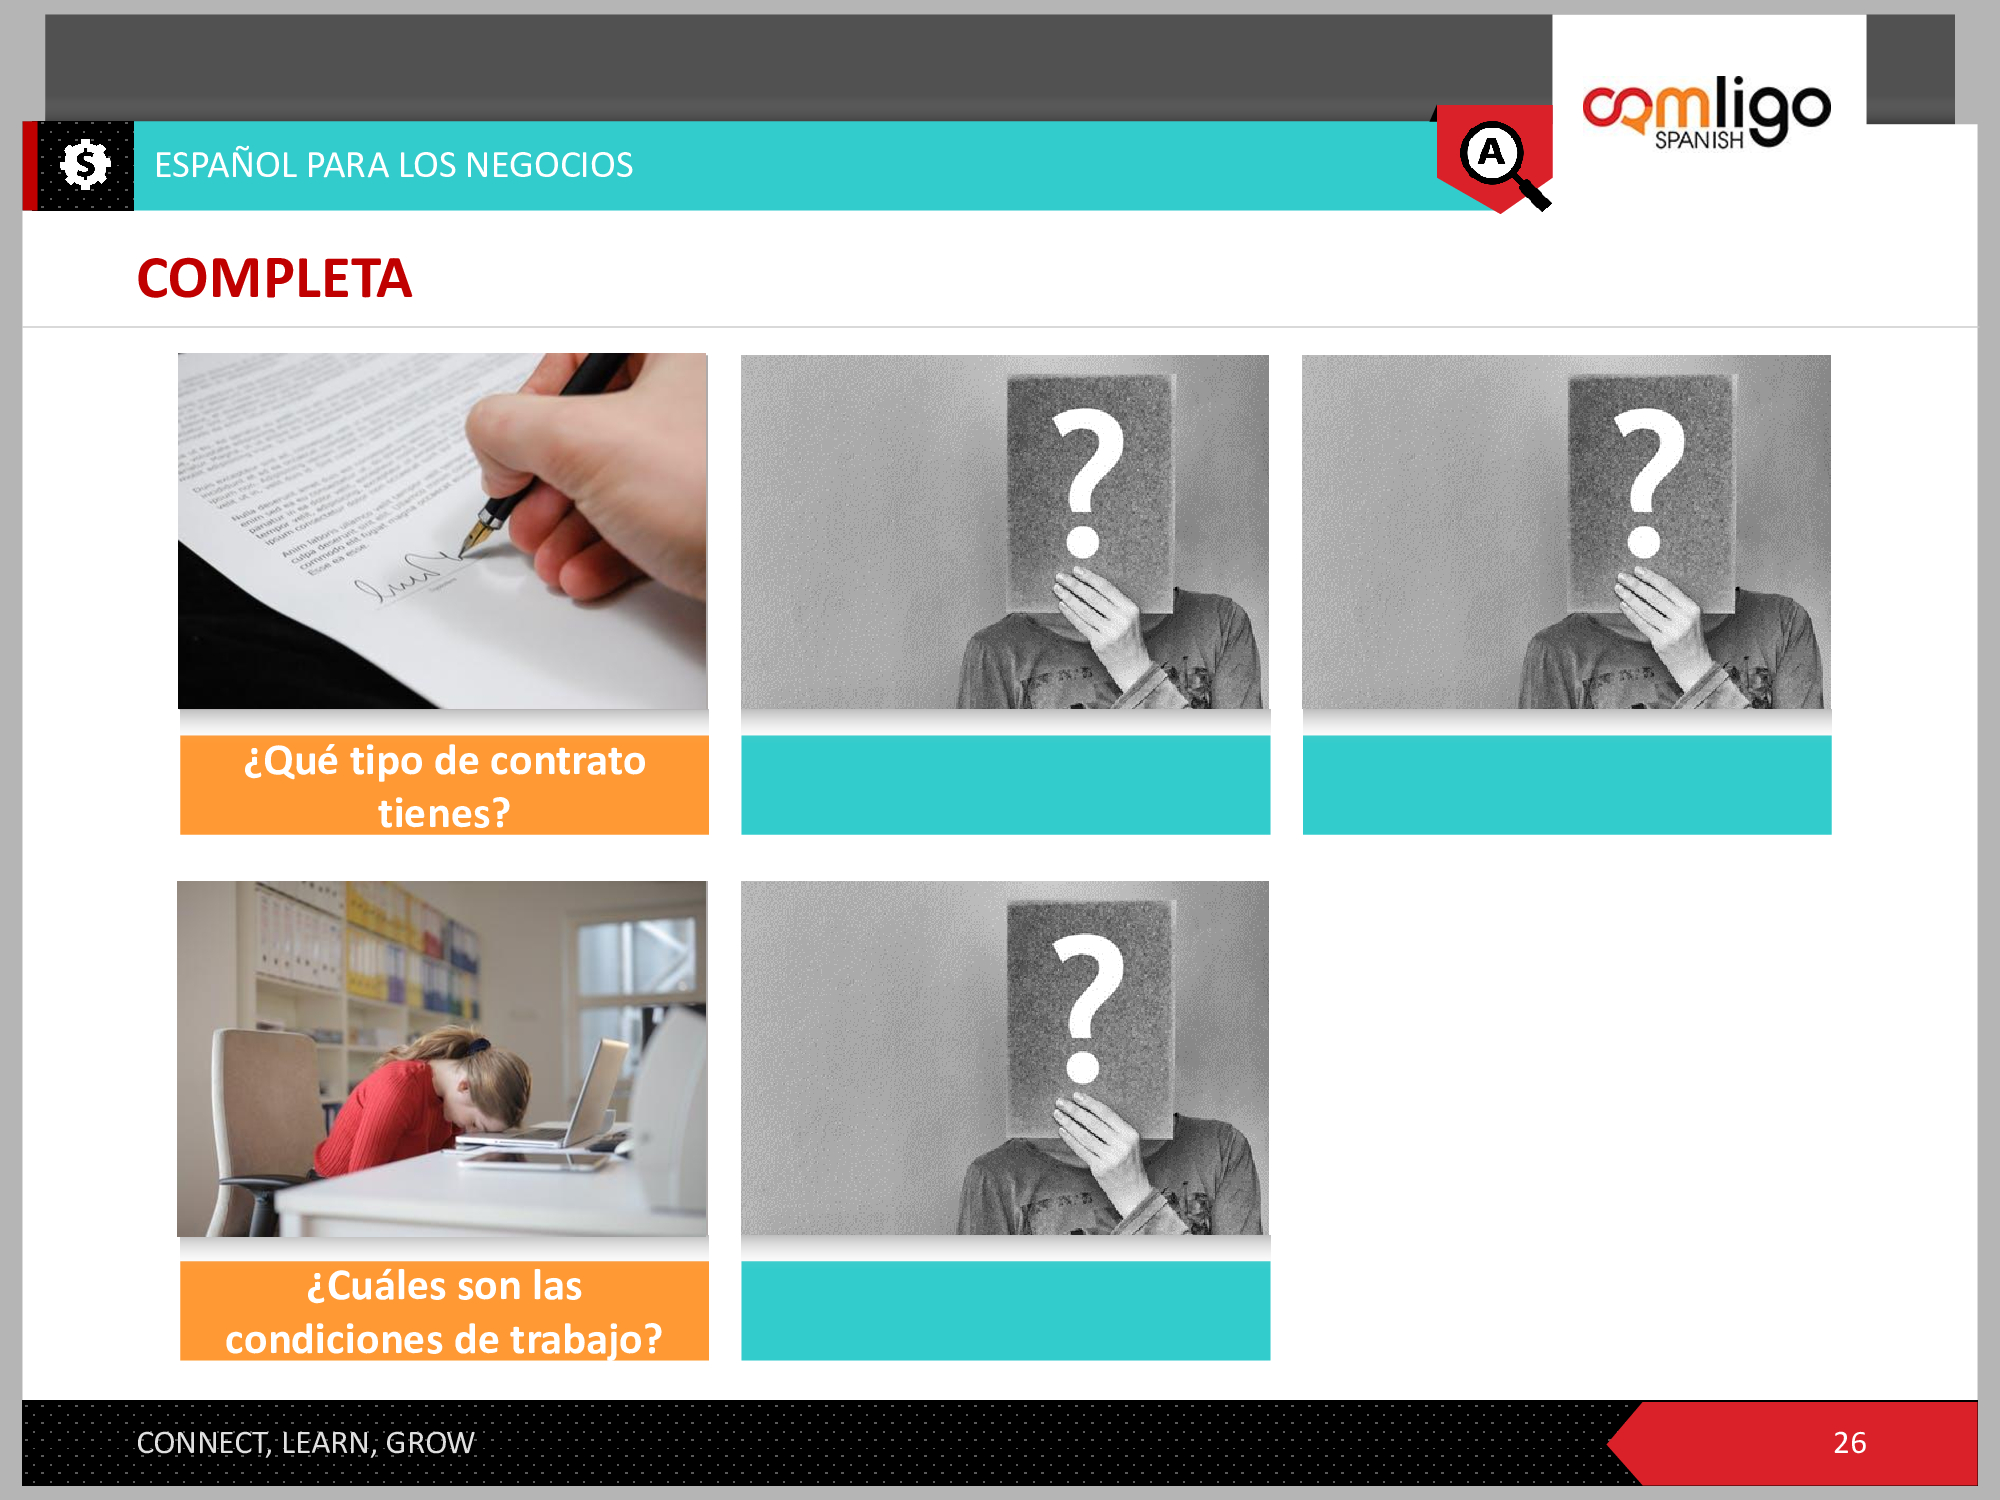 comligo
SPANISH
$
ESPAÑOL PARA LOS NEGOCIOS
A
COMPLETA
?
?
¿Qué tipo de contrato
tienes?
?
¿Cuáles son las
condiciones de trabajo?
CONNECT, LEARN, GROW
26